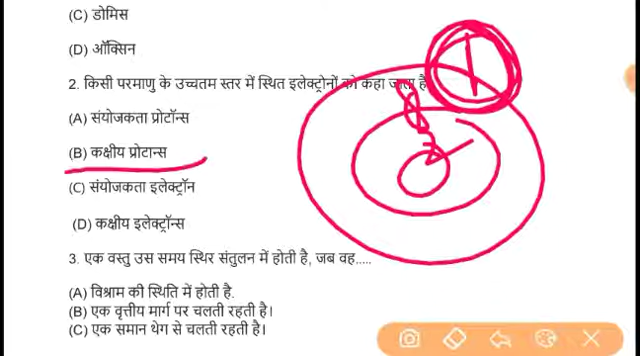 (C) डोमिस
(D) ऑक्सिन
2. किसी परमाणु के उच्चतम स्तर में स्थित इलेक्ट्रोनों को कहा जाता है
(A) संयोजकता प्रोटॉन्स
(B) कक्षीय प्रोटान्स
(C) संयोजकता इलेक्ट्रॉन
(D) कक्षीय इलेक्ट्रॉन्स
3. एक वस्तु उस समय स्थिर संतुलन में होती है, जब वह.....
(A) विश्राम की स्थिति में होती है.
(B) एक वृत्तीय मार्ग पर चलती रहती है।
(C) एक समान थेग से चलती रहती है।